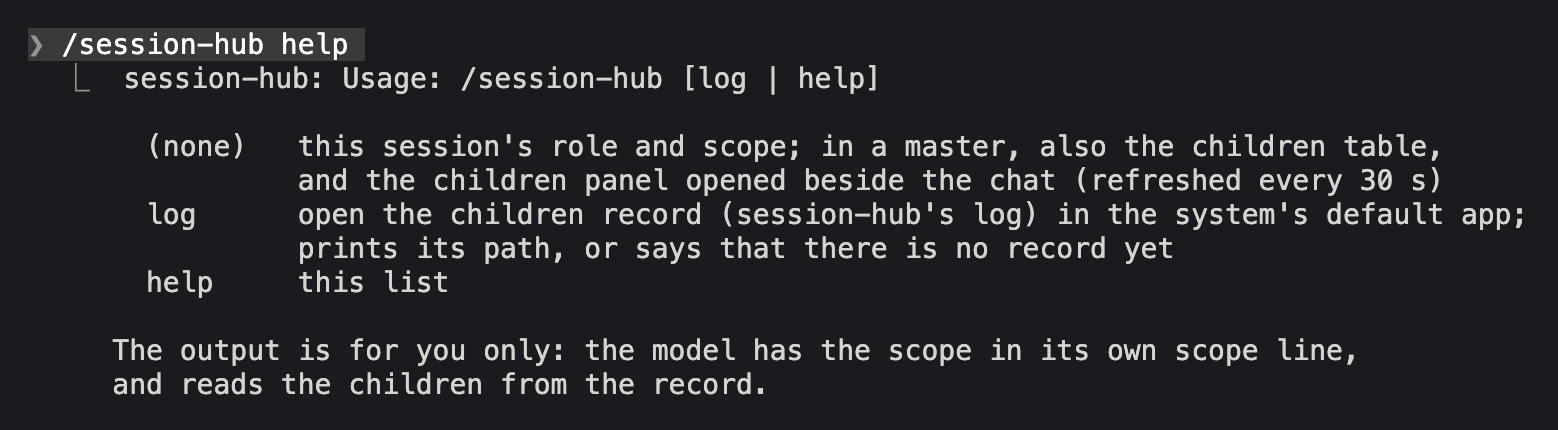 ❯ /session-hub help
⎿ session-hub: Usage: /session-hub [log | help]
(none) this session's role and scope; in a master, also the children table,
and the children panel opened beside the chat (refreshed every 30 s)
log open the children record (session-hub's log) in the system's default app;
prints its path, or says that there is no record yet
help this list
The output is for you only: the model has the scope in its own scope line,
and reads the children from the record.